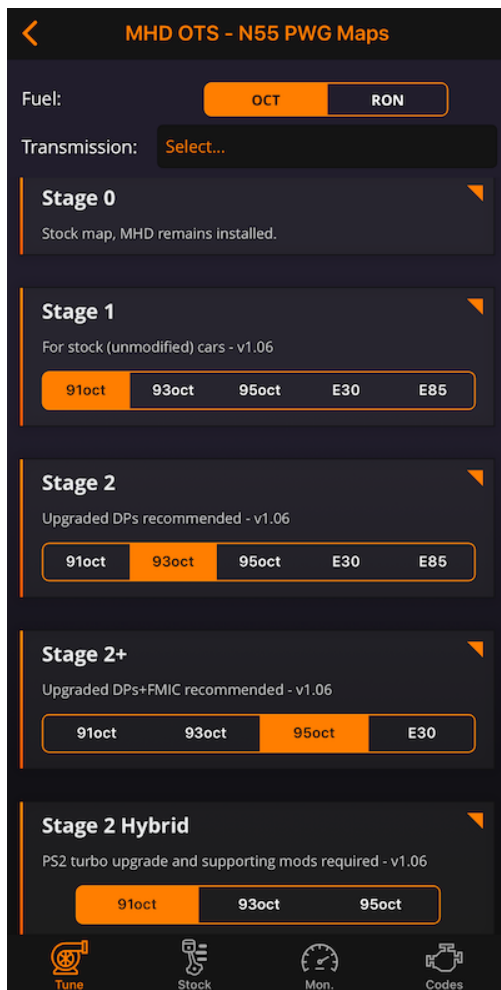 MHD OTS - N55 PWG Maps
Fuel: OCT RON
Transmission: Select...
Stage 0
Stock map, MHD remains installed.
Stage 1
For stock (unmodified) cars - v1.06
91oct 93oct 95oct E30 E85
Stage 2
Upgraded DPs recommended - v1.06
91oct 93oct 95oct E30 E85
Stage 2+
Upgraded DPs+FMIC recommended - v1.06
91oct 93oct 95oct E30
Stage 2 Hybrid
PS2 turbo upgrade and supporting mods required - v1.06
91oct 93oct 95oct
Tune Stock Mon. Codes